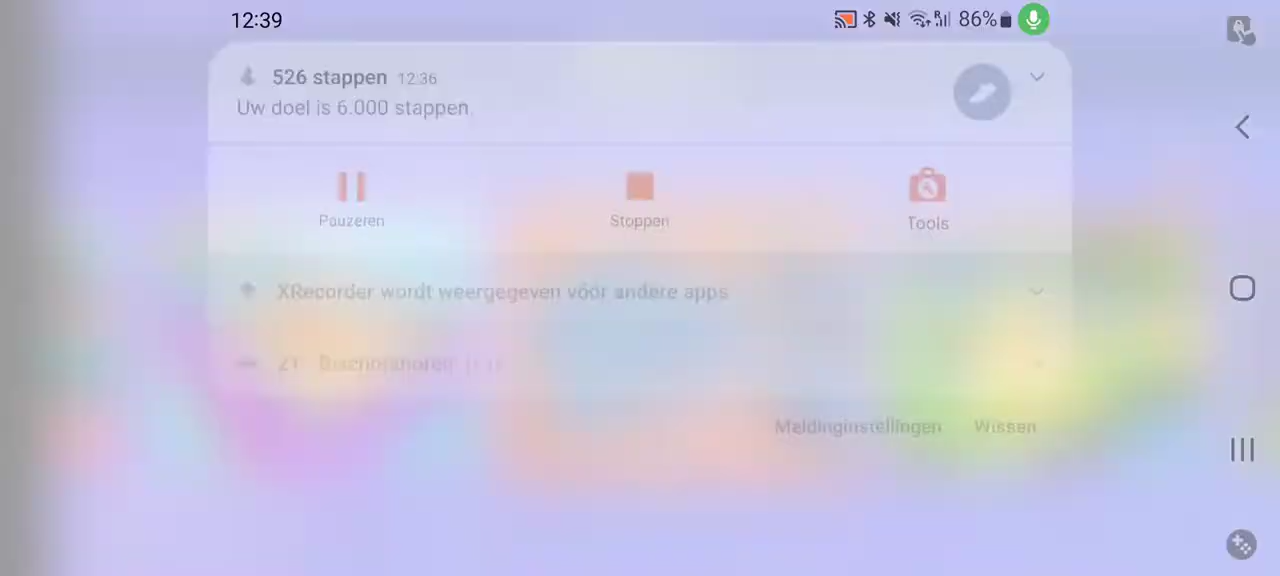 12:39
86%
526 stappen 12:36
Uw doel is 6.000 stappen.
Pauzeren
Stoppen
Tools
XRecorder wordt weergegeven vóór andere apps
Meldinginstellingen
Wissen